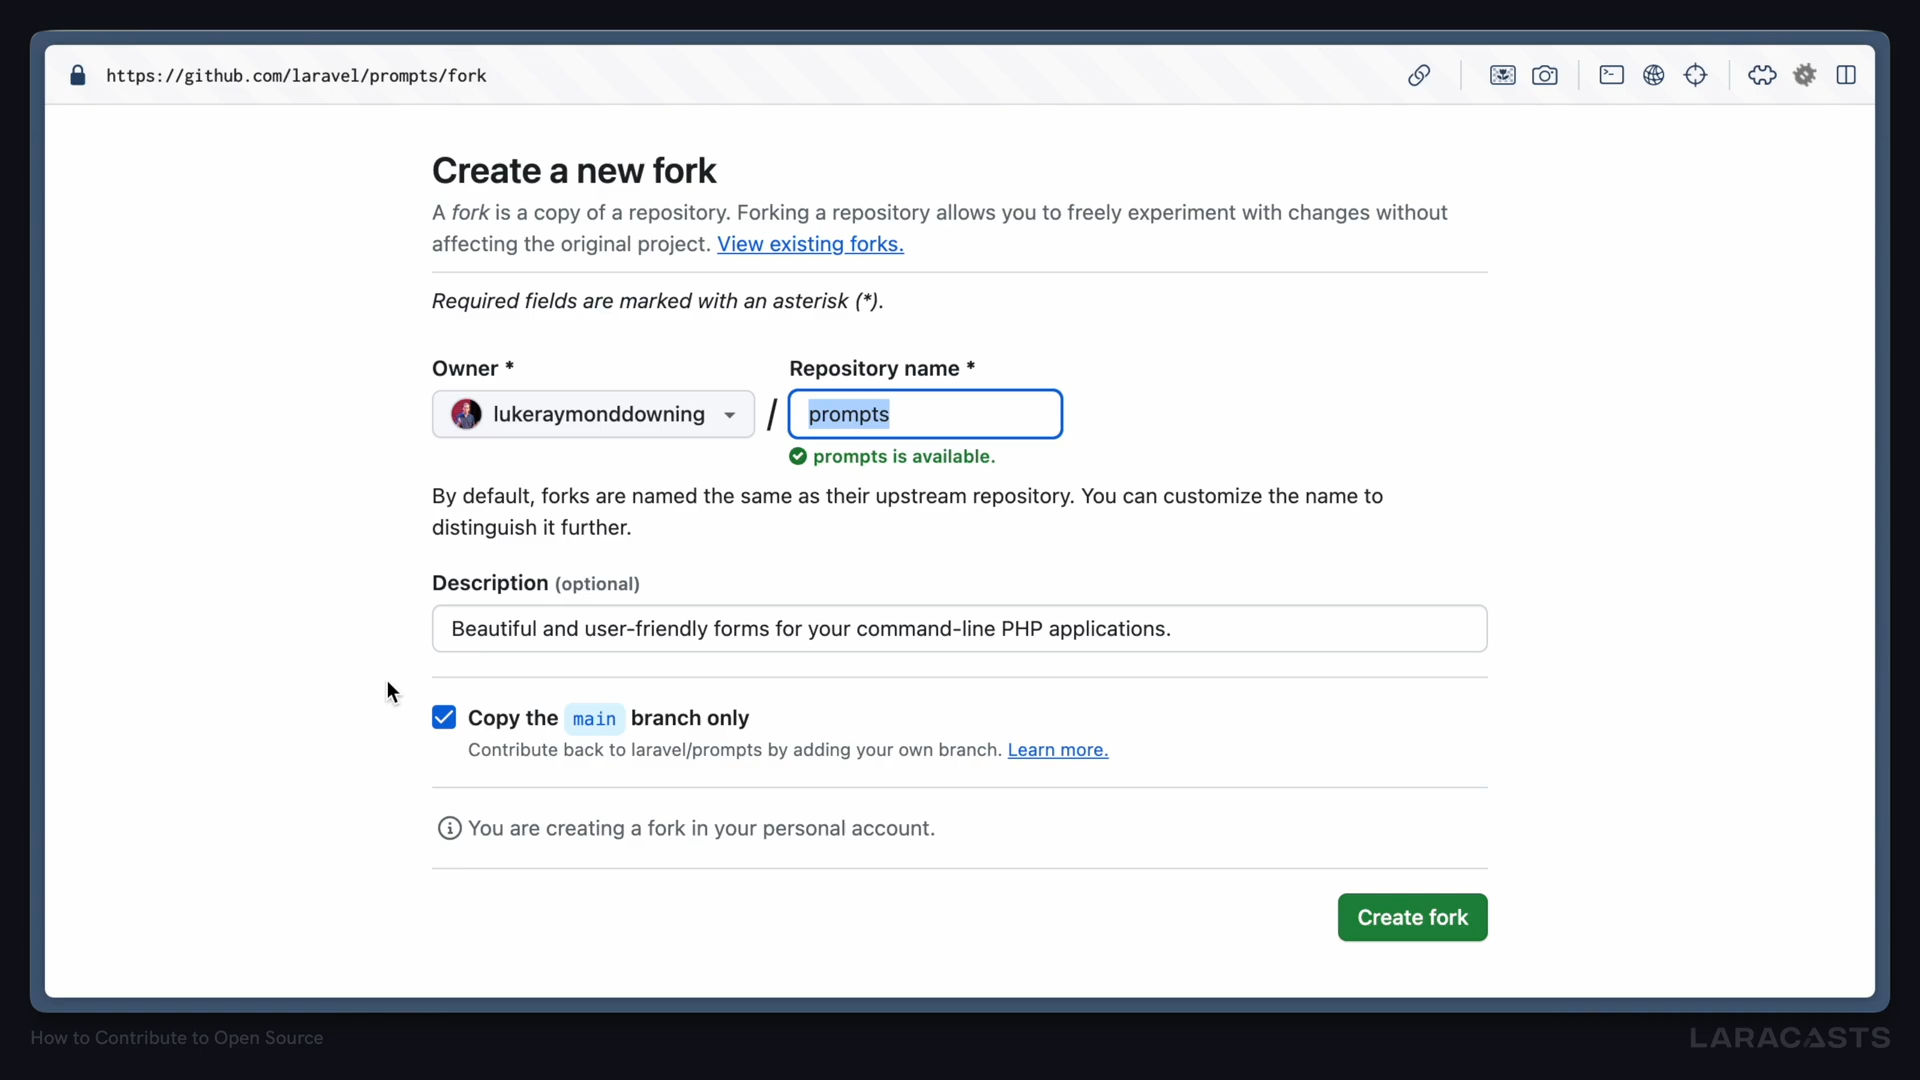 https://github.com/laravel/prompts/fork
Create a new fork
A fork is a copy of a repository. Forking a repository allows you to freely experiment with changes without
affecting the original project. View existing forks.
Required fields are marked with an asterisk (*).
Owner *
Repository name *
lukeraymonddowning / prompts
prompts is available.
By default, forks are named the same as their upstream repository. You can customize the name to
distinguish it further.
Description (optional)
Beautiful and user-friendly forms for your command-line PHP applications.
Copy the main branch only
Contribute back to laravel/prompts by adding your own branch. Learn more.
You are creating a fork in your personal account.
Create fork
How to Contribute to Open Source
LARACASTS